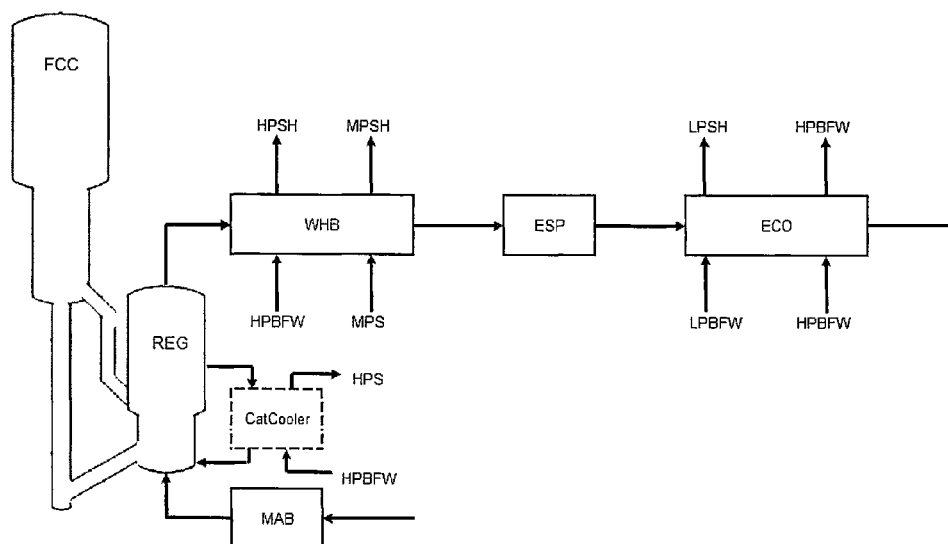 FCC
HPSH
MPSH
LPSH
HPBFW
WHB
ESP
ECO
HPBFW
MPS
LPBFW
HPBFW
REG
HPS
CatCooler
HPBFW
MAB